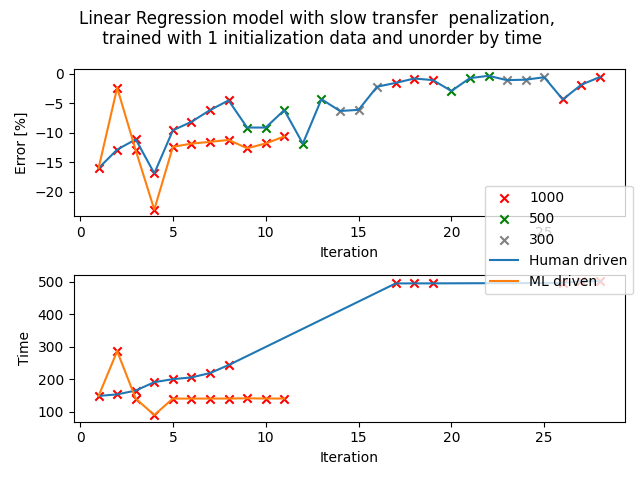 Linear Regression model with slow transfer  penalization,
trained with 1 initialization data and unorder by time
Error [%]
0
−5
−10
−15
−20
0 5 10 15 20 25
Iteration
1000
500
300
Human driven
ML driven
Time
500
400
300
200
100
0 5 10 15 20 25
Iteration